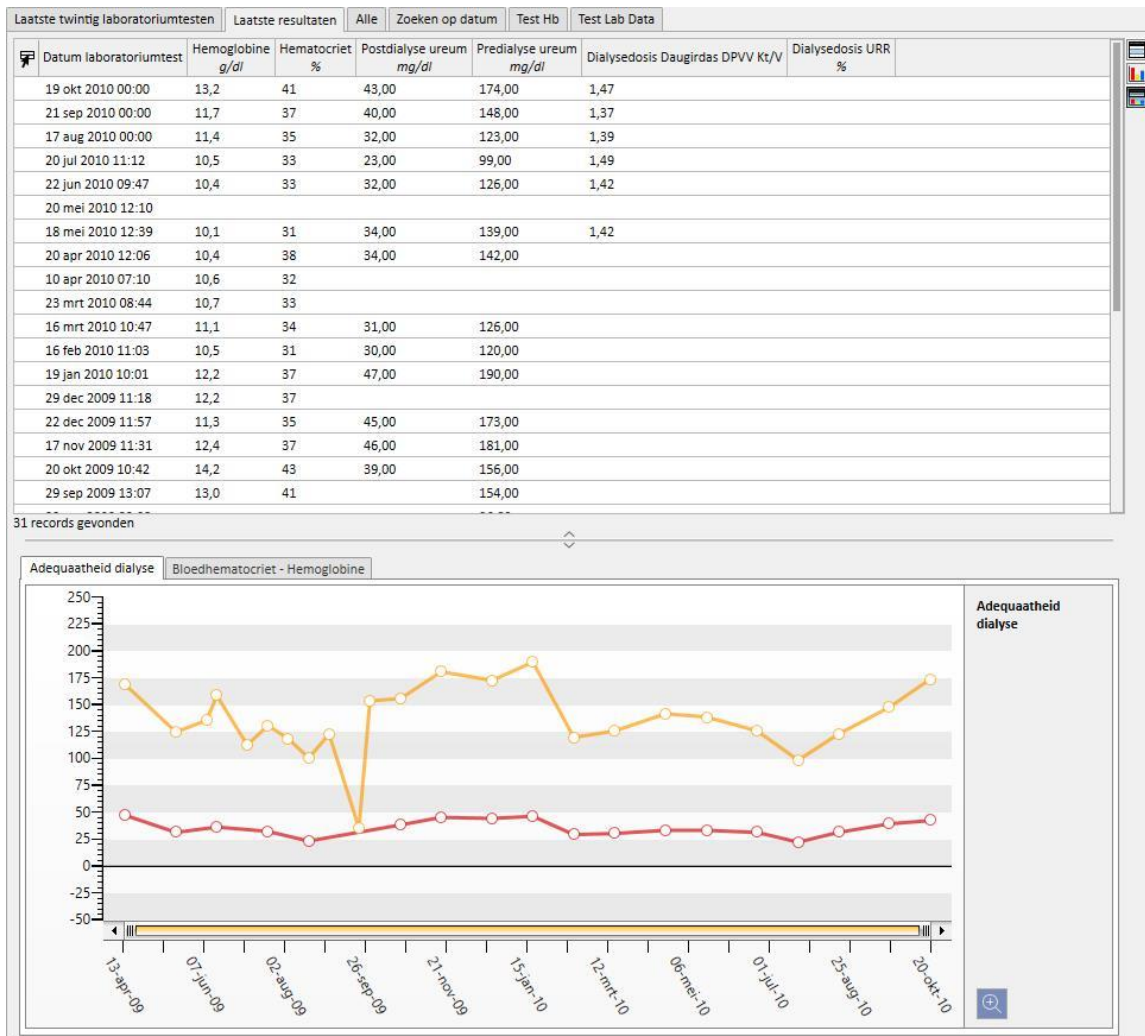 Laatste twintig laboratoriumtesten Laatste resultaten Alle Zoeken op datum Test Hb Test Lab Data
Datum laboratoriumtest Hemoglobine g/dl Hematocriet % Postdialyse ureum mg/dl Predialyse ureum mg/dl Dialysedosis Daugirdas DPVV Kt/V Dialysedosis URR %
19 okt 2010 00:00 13,2 41 43,00 174,00 1,47
21 sep 2010 00:00 11,7 37 40,00 148,00 1,37
17 aug 2010 00:00 11,4 35 32,00 123,00 1,39
20 jul 2010 11:12 10,5 33 23,00 99,00 1,49
22 jun 2010 09:47 10,4 33 32,00 126,00 1,42
20 mei 2010 12:10
18 mei 2010 12:39 10,1 31 34,00 139,00 1,42
20 apr 2010 12:06 10,4 38 34,00 142,00
10 apr 2010 07:10 10,6 32
23 mrt 2010 08:44 10,7 33
16 mrt 2010 10:47 11,1 34 31,00 126,00
16 feb 2010 11:03 10,5 31 30,00 120,00
19 jan 2010 10:01 12,2 37 47,00 190,00
29 dec 2009 11:18 12,2 37
22 dec 2009 11:57 11,3 35 45,00 173,00
17 nov 2009 11:31 12,4 37 46,00 181,00
20 okt 2009 10:42 14,2 43 39,00 156,00
29 sep 2009 13:07 13,0 41 154,00
31 records gevonden
Adequaatheid dialyse Bloedhematocriet - Hemoglobine
Adequaatheid
dialyse
250
225
200
175
150
125
100
75
50
25
0
-25
-50
13-apr-09 07-jun-09 02-aug-09 26-sep-09 21-nov-09 15-jan-10 12-mrt-10 06-mei-10 01-jul-10 25-aug-10 20-okt-10